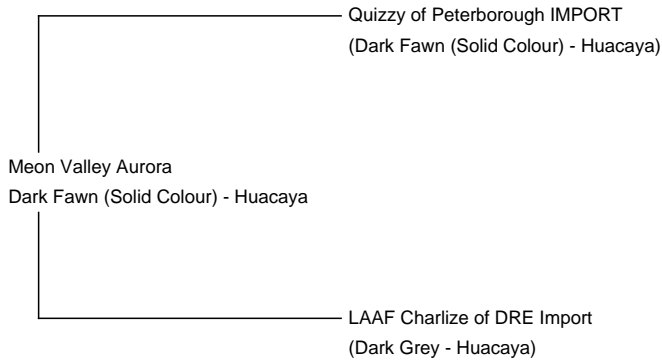 Quizzy of Peterborough IMPORT
(Dark Fawn (Solid Colour) - Huacaya)
Meon Valley Aurora
Dark Fawn (Solid Colour) - Huacaya
LAAF Charlize of DRE Import
(Dark Grey - Huacaya)